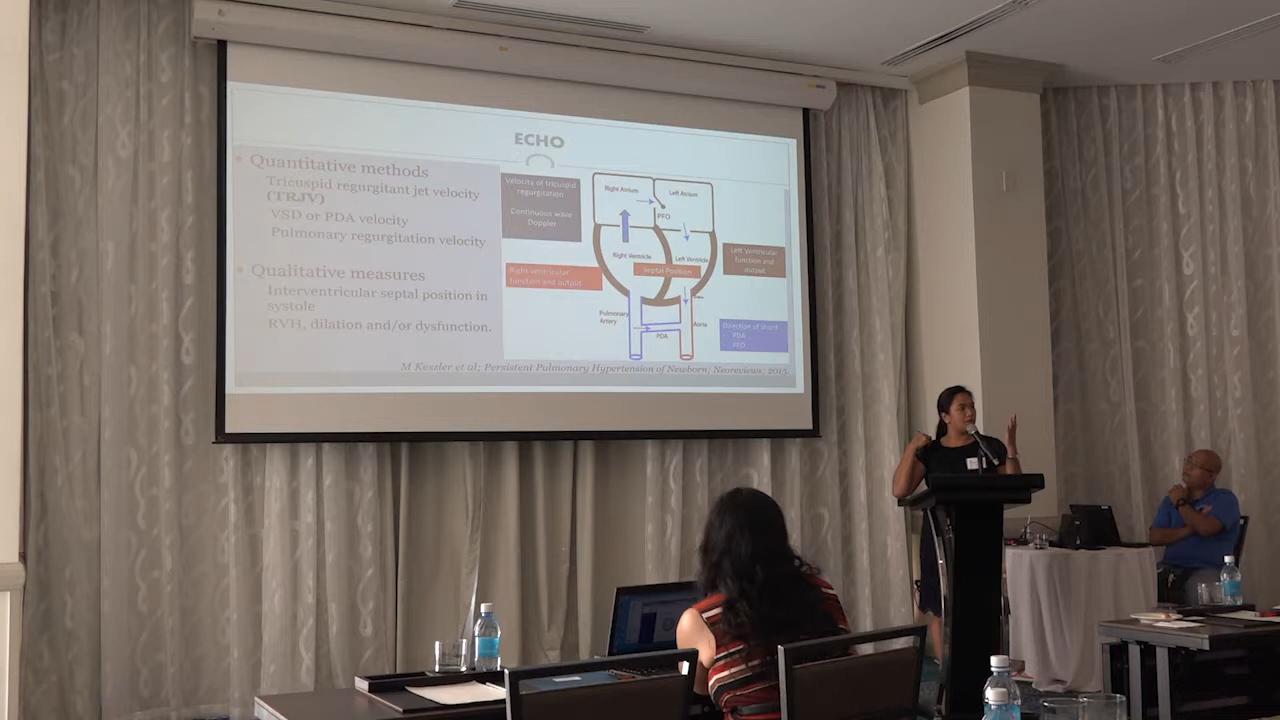 ECHO
• Quantitative methods
Tricuspid regurgitant jet velocity
(TRJV)
VSD or PDA velocity
Pulmonary regurgitation velocity
• Qualitative measures
Interventricular septal position in
systole
RVH, dilation and/or dysfunction.
Velocity of tricuspid
regurgitation
Continuous wave
Doppler
Right ventricular
function and output
Right Atrium
Left Atrium
PFO
Right Ventricle
Left Ventricle
Septal Position
Pulmonary
Artery
PDA
Aorta
Left Ventricular
function and
output
Direction of shunt
- PDA
- PFO
M Keszler et al; Persistent Pulmonary Hypertension of Newborn; Neoreviews; 2015.